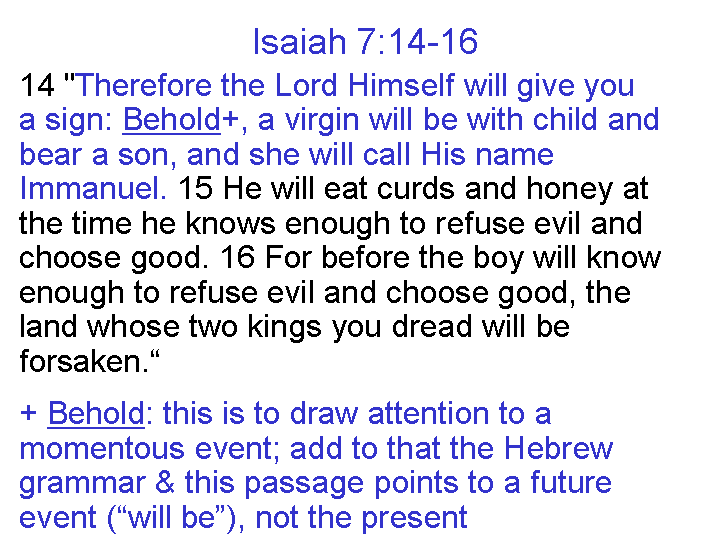 Isaiah 7:14-16
14 "Therefore the Lord Himself will give you
a sign: Behold+, a virgin will be with child and
bear a son, and she will call His name
Immanuel. 15 He will eat curds and honey at
the time he knows enough to refuse evil and
choose good. 16 For before the boy will know
enough to refuse evil and choose good, the
land whose two kings you dread will be
forsaken.“
+ Behold: this is to draw attention to a
momentous event; add to that the Hebrew
grammar & this passage points to a future
event (“will be”), not the present